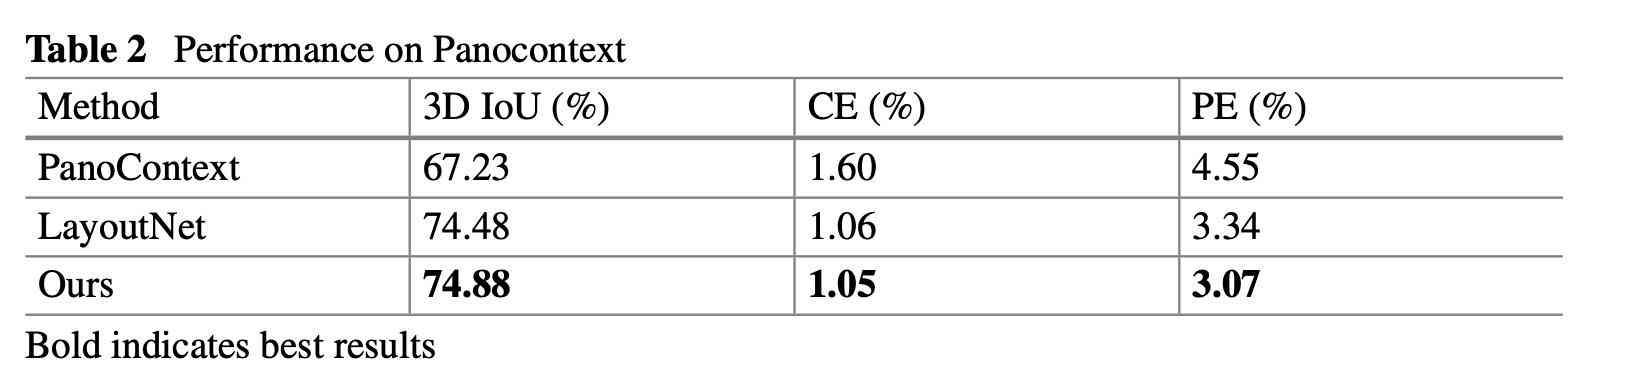 Table 2 Performance on Panocontext
Method 3D IoU (%) CE (%) PE (%)
PanoContext 67.23 1.60 4.55
LayoutNet 74.48 1.06 3.34
Ours 74.88 1.05 3.07
Bold indicates best results